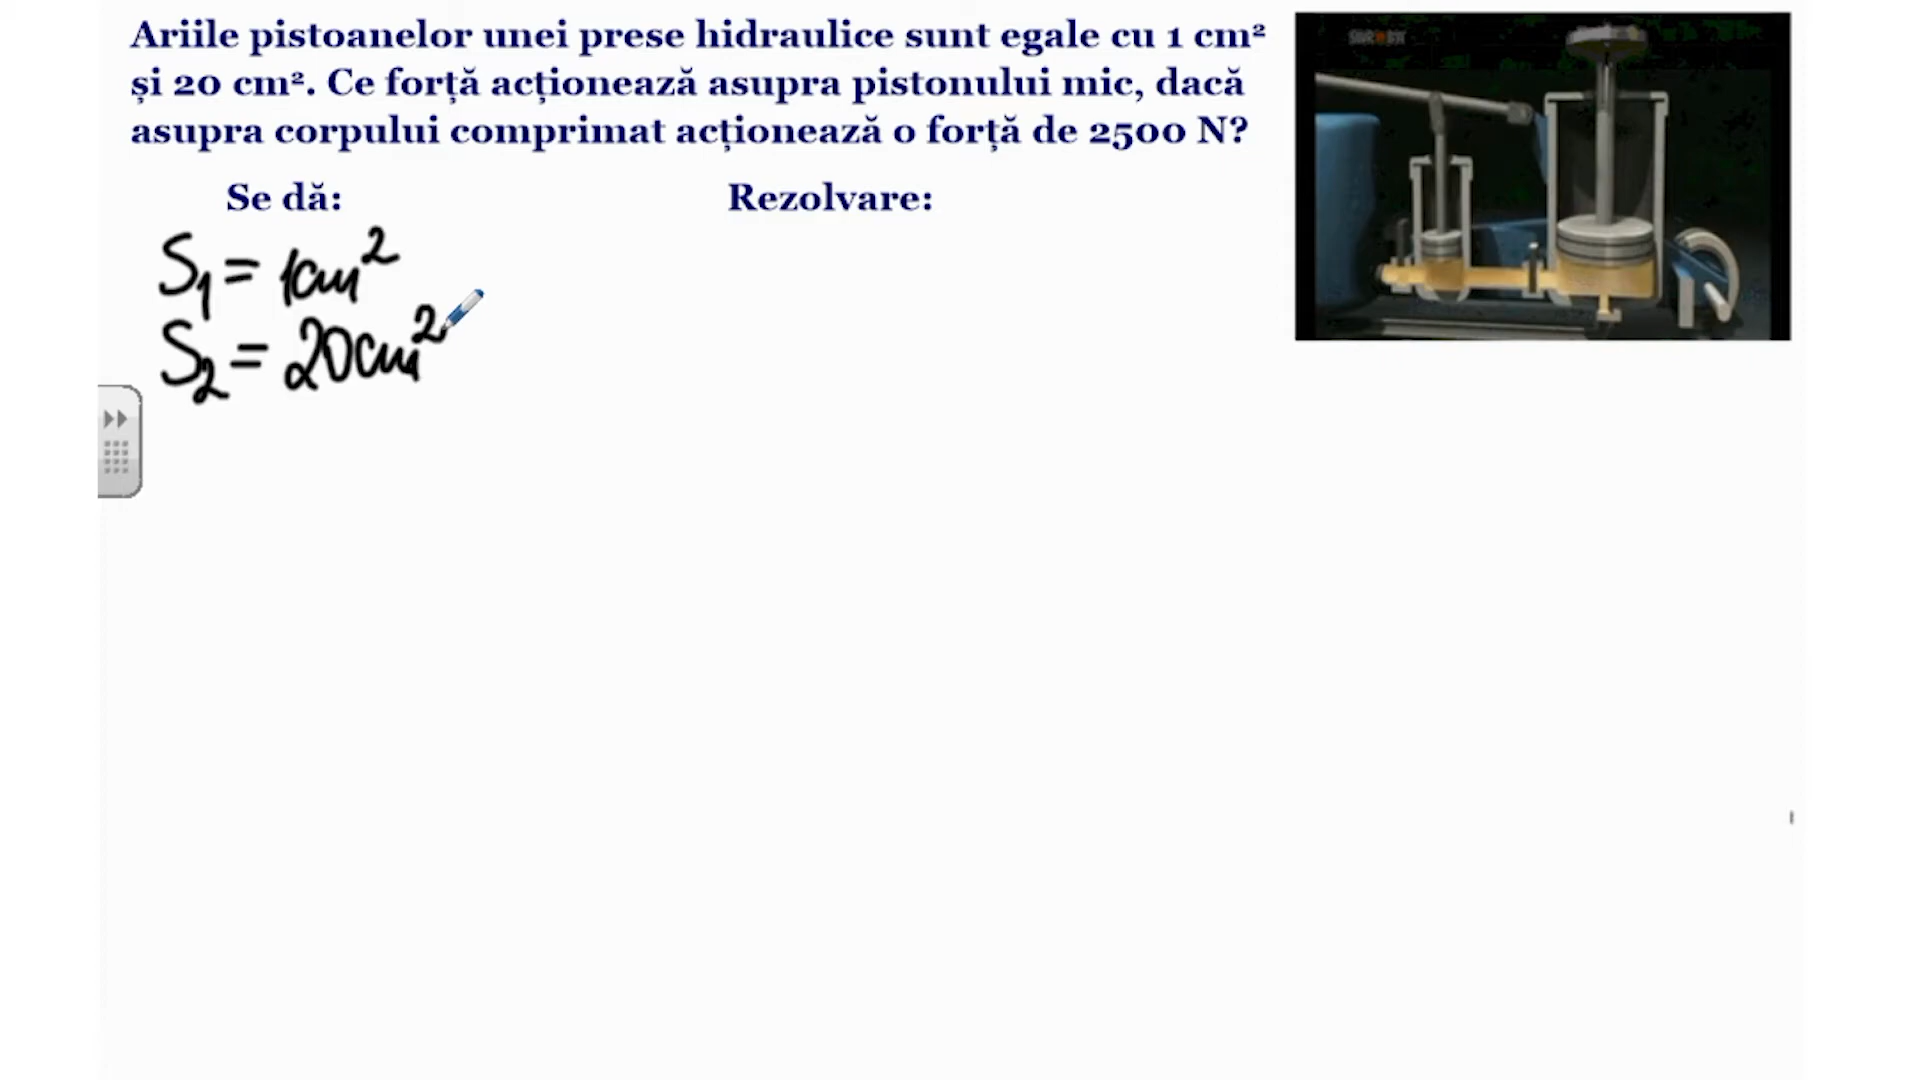 Ariile pistoanelor unei prese hidraulice sunt egale cu 1 cm²
și 20 cm². Ce forță acționează asupra pistonului mic, dacă
asupra corpului comprimat acționează o forță de 2500 N?
Se dă:
Rezolvare:
S₁ = 1cm²
S₂ = 20cm²